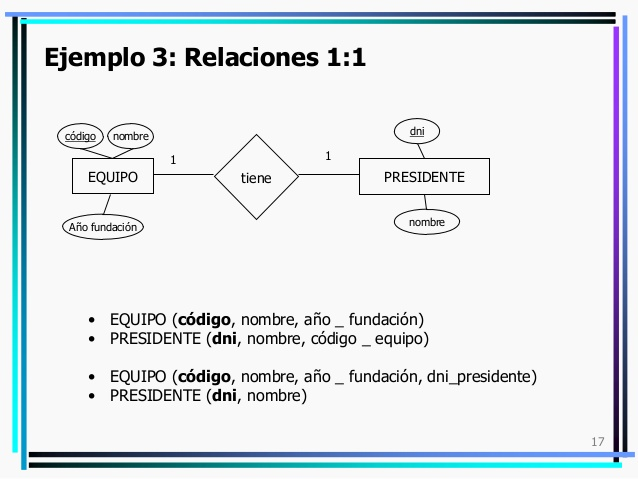 Ejemplo 3: Relaciones 1:1
código
nombre
dni
1
1
EQUIPO
tiene
PRESIDENTE
Año fundación
nombre
• EQUIPO (código, nombre, año _ fundación)
• PRESIDENTE (dni, nombre, código _ equipo)
• EQUIPO (código, nombre, año _ fundación, dni_presidente)
• PRESIDENTE (dni, nombre)
17